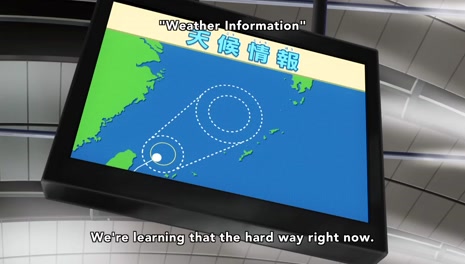 "Weather Information"
天候情報
We're learning that the hard way right now.